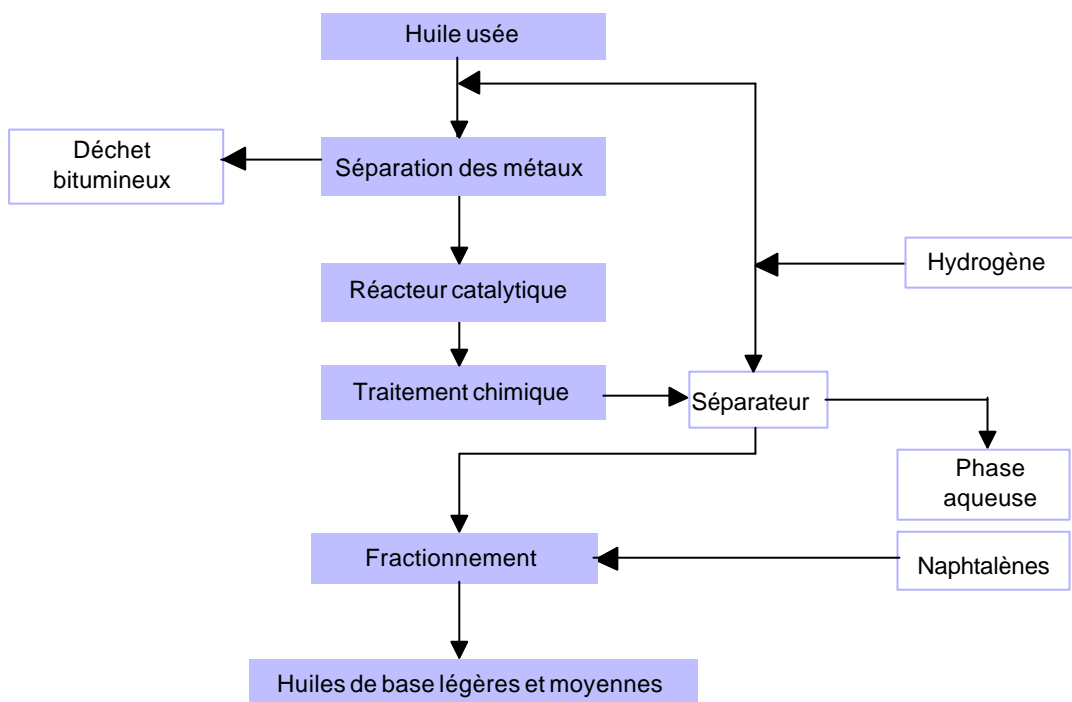 Huile usée
Déchet
bitumineux
Séparation des métaux
Hydrogène
Réacteur catalytique
Traitement chimique
Séparateur
Phase
aqueuse
Fractionnement
Naphtalènes
Huiles de base légères et moyennes